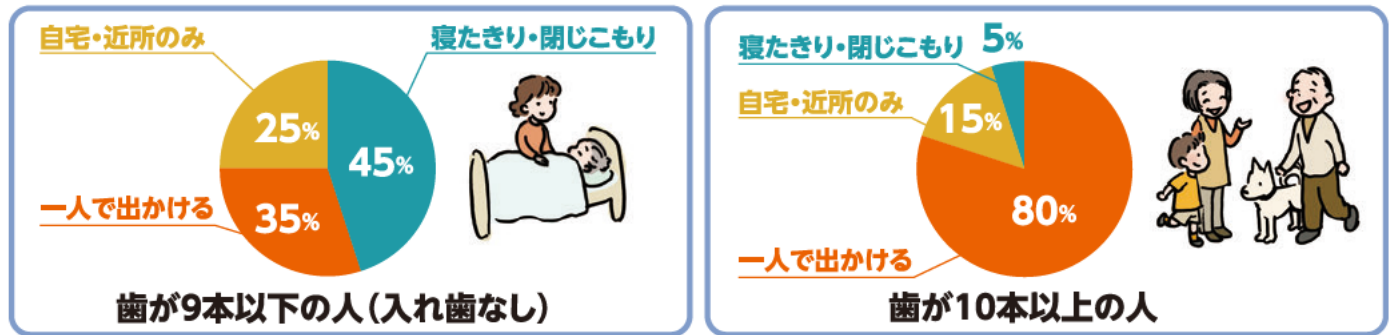 自宅・近所のみ
寝たきり・閉じこもり
25%
45%
一人で出かける
35%
歯が9本以下の人(入れ歯なし)
寝たきり・閉じこもり 5%
自宅・近所のみ
15%
80%
一人で出かける
歯が10本以上の人